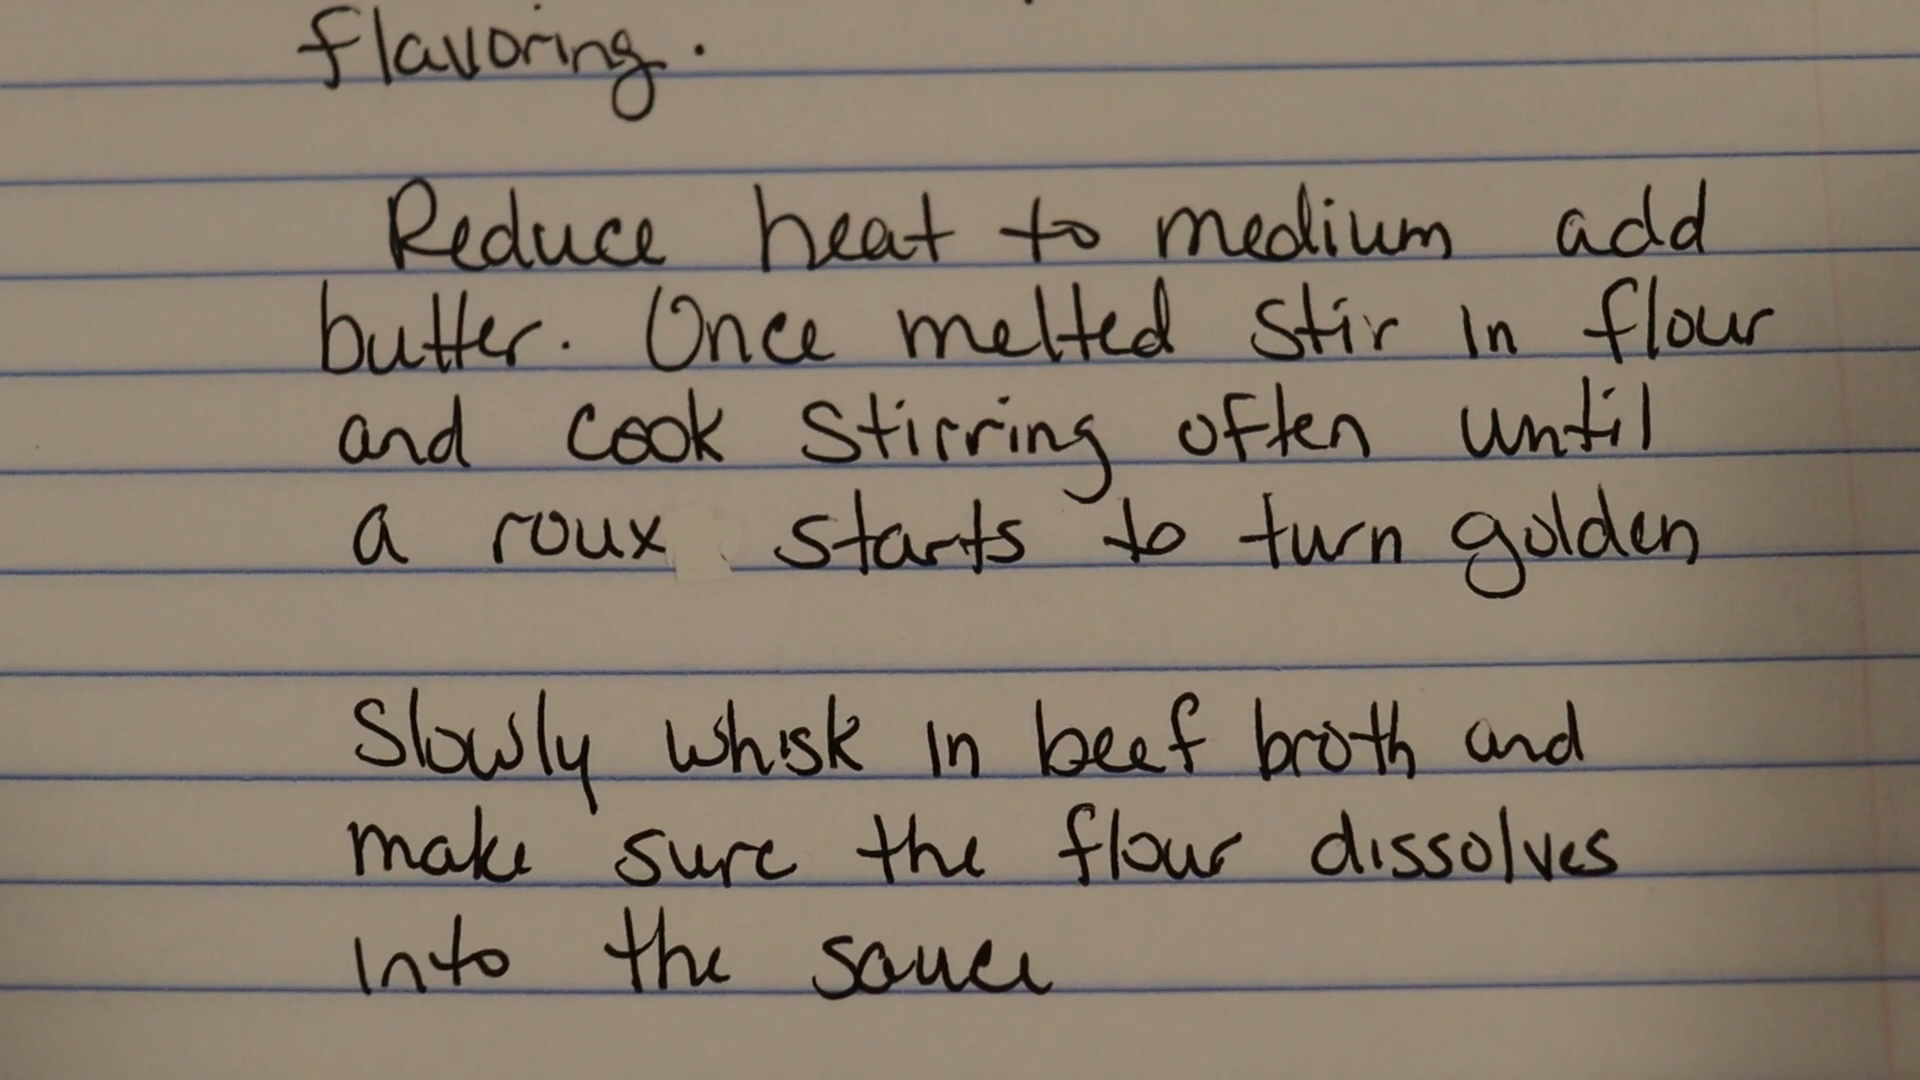 flavoring.
Reduce heat to medium add
butter. Once melted stir in flour
and cook stirring often until
a roux starts to turn golden
Slowly whisk in beef broth and
make sure the flour dissolves
into the sauce